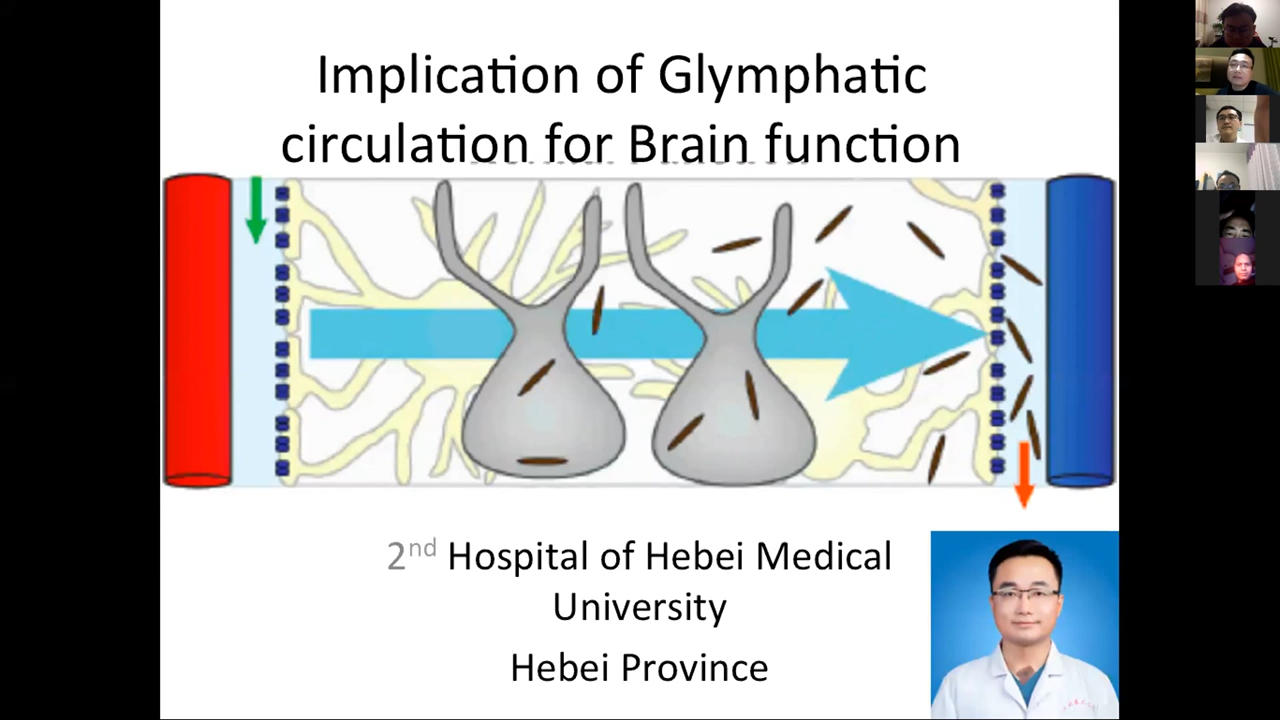 Implication of Glymphatic
circulation for Brain function
2nd Hospital of Hebei Medical
University
Hebei Province